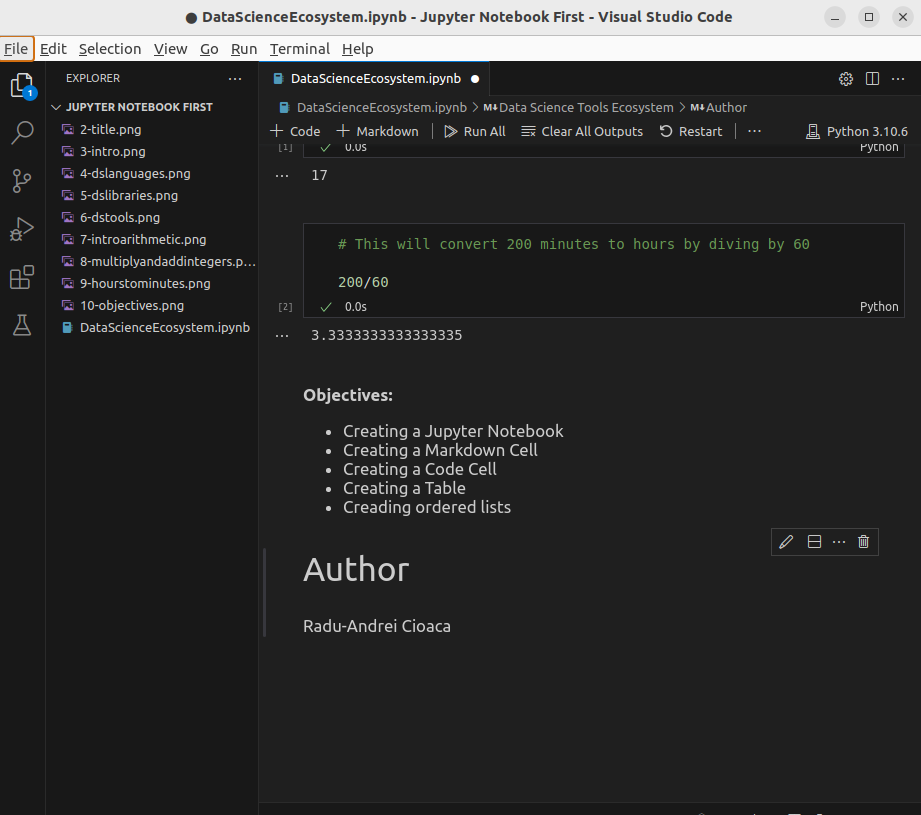 DataScienceEcosystem.ipynb - Jupyter Notebook First - Visual Studio Code
File Edit Selection View Go Run Terminal Help
EXPLORER
JUPYTER NOTEBOOK FIRST
2-title.png
3-intro.png
4-dslanguages.png
5-dslibraries.png
6-dstools.png
7-introarithmetic.png
8-multiplyandaddintegers.p...
9-hourstominutes.png
10-objectives.png
DataScienceEcosystem.ipynb
1
DataScienceEcosystem.ipynb
DataScienceEcosystem.ipynb > M↓Data Science Tools Ecosystem > M↓Author
+ Code + Markdown | Run All Clear All Outputs Restart | ... Python 3.10.6
[1] ✓ 0.0s Python
... 17
# This will convert 200 minutes to hours by diving by 60
200/60
[2] ✓ 0.0s Python
... 3.3333333333333335
Objectives:
• Creating a Jupyter Notebook
• Creating a Markdown Cell
• Creating a Code Cell
• Creating a Table
• Creading ordered lists
Author
Radu-Andrei Cioaca